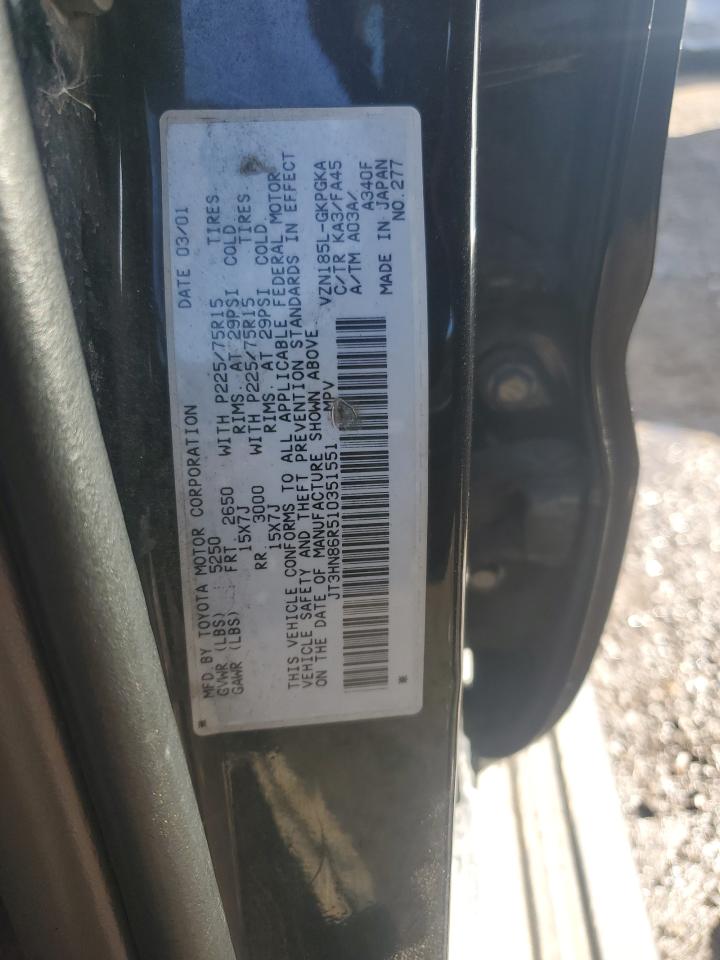 MFD. BY TOYOTA MOTOR CORPORATION DATE 03/01
GVWR (LBS) 5250
GAWR (LBS) FRT. 2650 WITH P225/75R15 TIRES
15X7J RIMS. AT 29PSI COLD
RR. 3000 WITH P225/75R15 TIRES
15X7J RIMS. AT 29PSI COLD
THIS VEHICLE CONFORMS TO ALL APPLICABLE FEDERAL MOTOR
VEHICLE SAFETY AND THEFT PREVENTION STANDARDS IN EFFECT
ON THE DATE OF MANUFACTURE SHOWN ABOVE
JT3HN86R510351551 MPV VZN185L-GKPGKA
C/TR KA3/FA45
A/TM A03A/
A340F
MADE IN JAPAN
NO.277